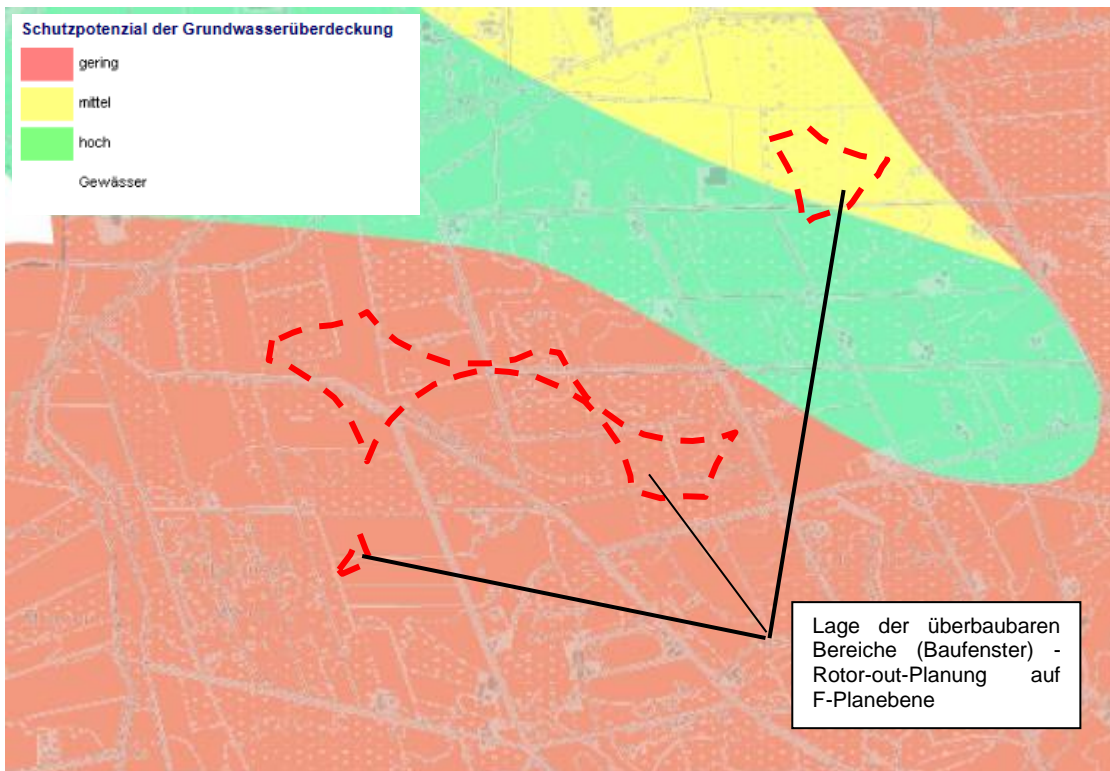 Schutzpotenzial der Grundwasserüberdeckung
gering
mittel
hoch
Gewässer
Lage der überbaubaren
Bereiche (Baufenster) -
Rotor-out-Planung auf
F-Planebene